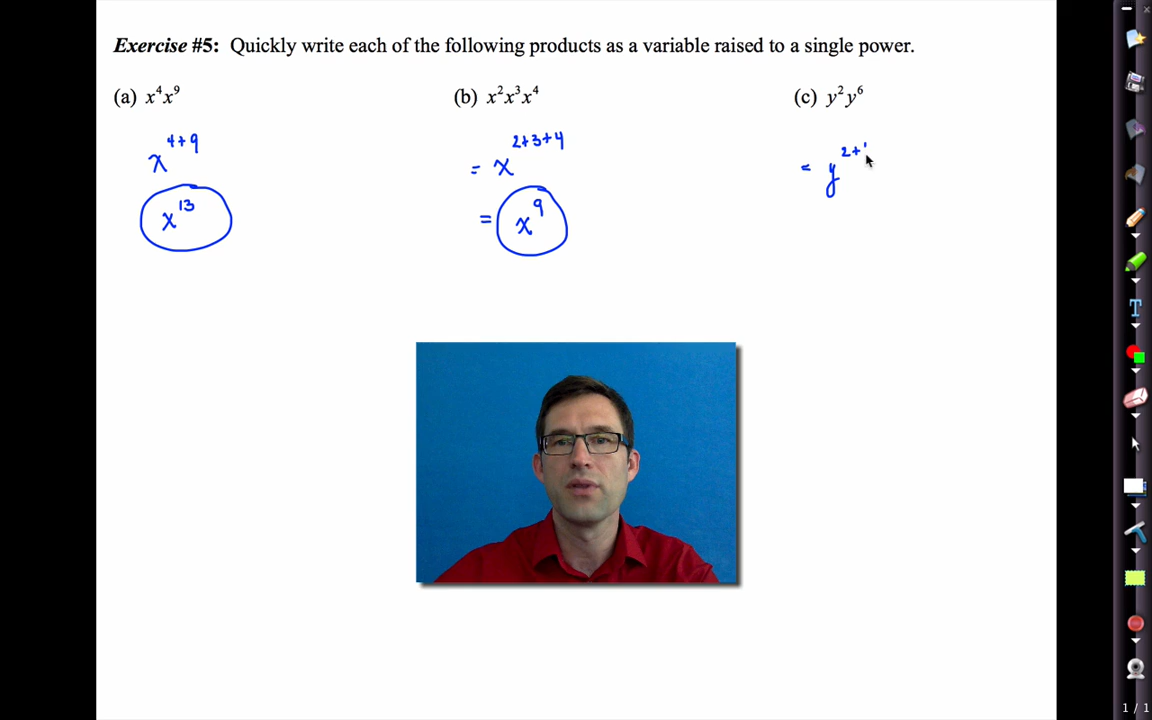 Exercise #5: Quickly write each of the following products as a variable raised to a single power.
(a) x⁴x⁹ (b) x²x³x⁴ (c) y²y⁶
x⁴⁺⁹ = x²⁺³⁺⁴ = y²⁺
x¹³ = x⁹
1 / 1